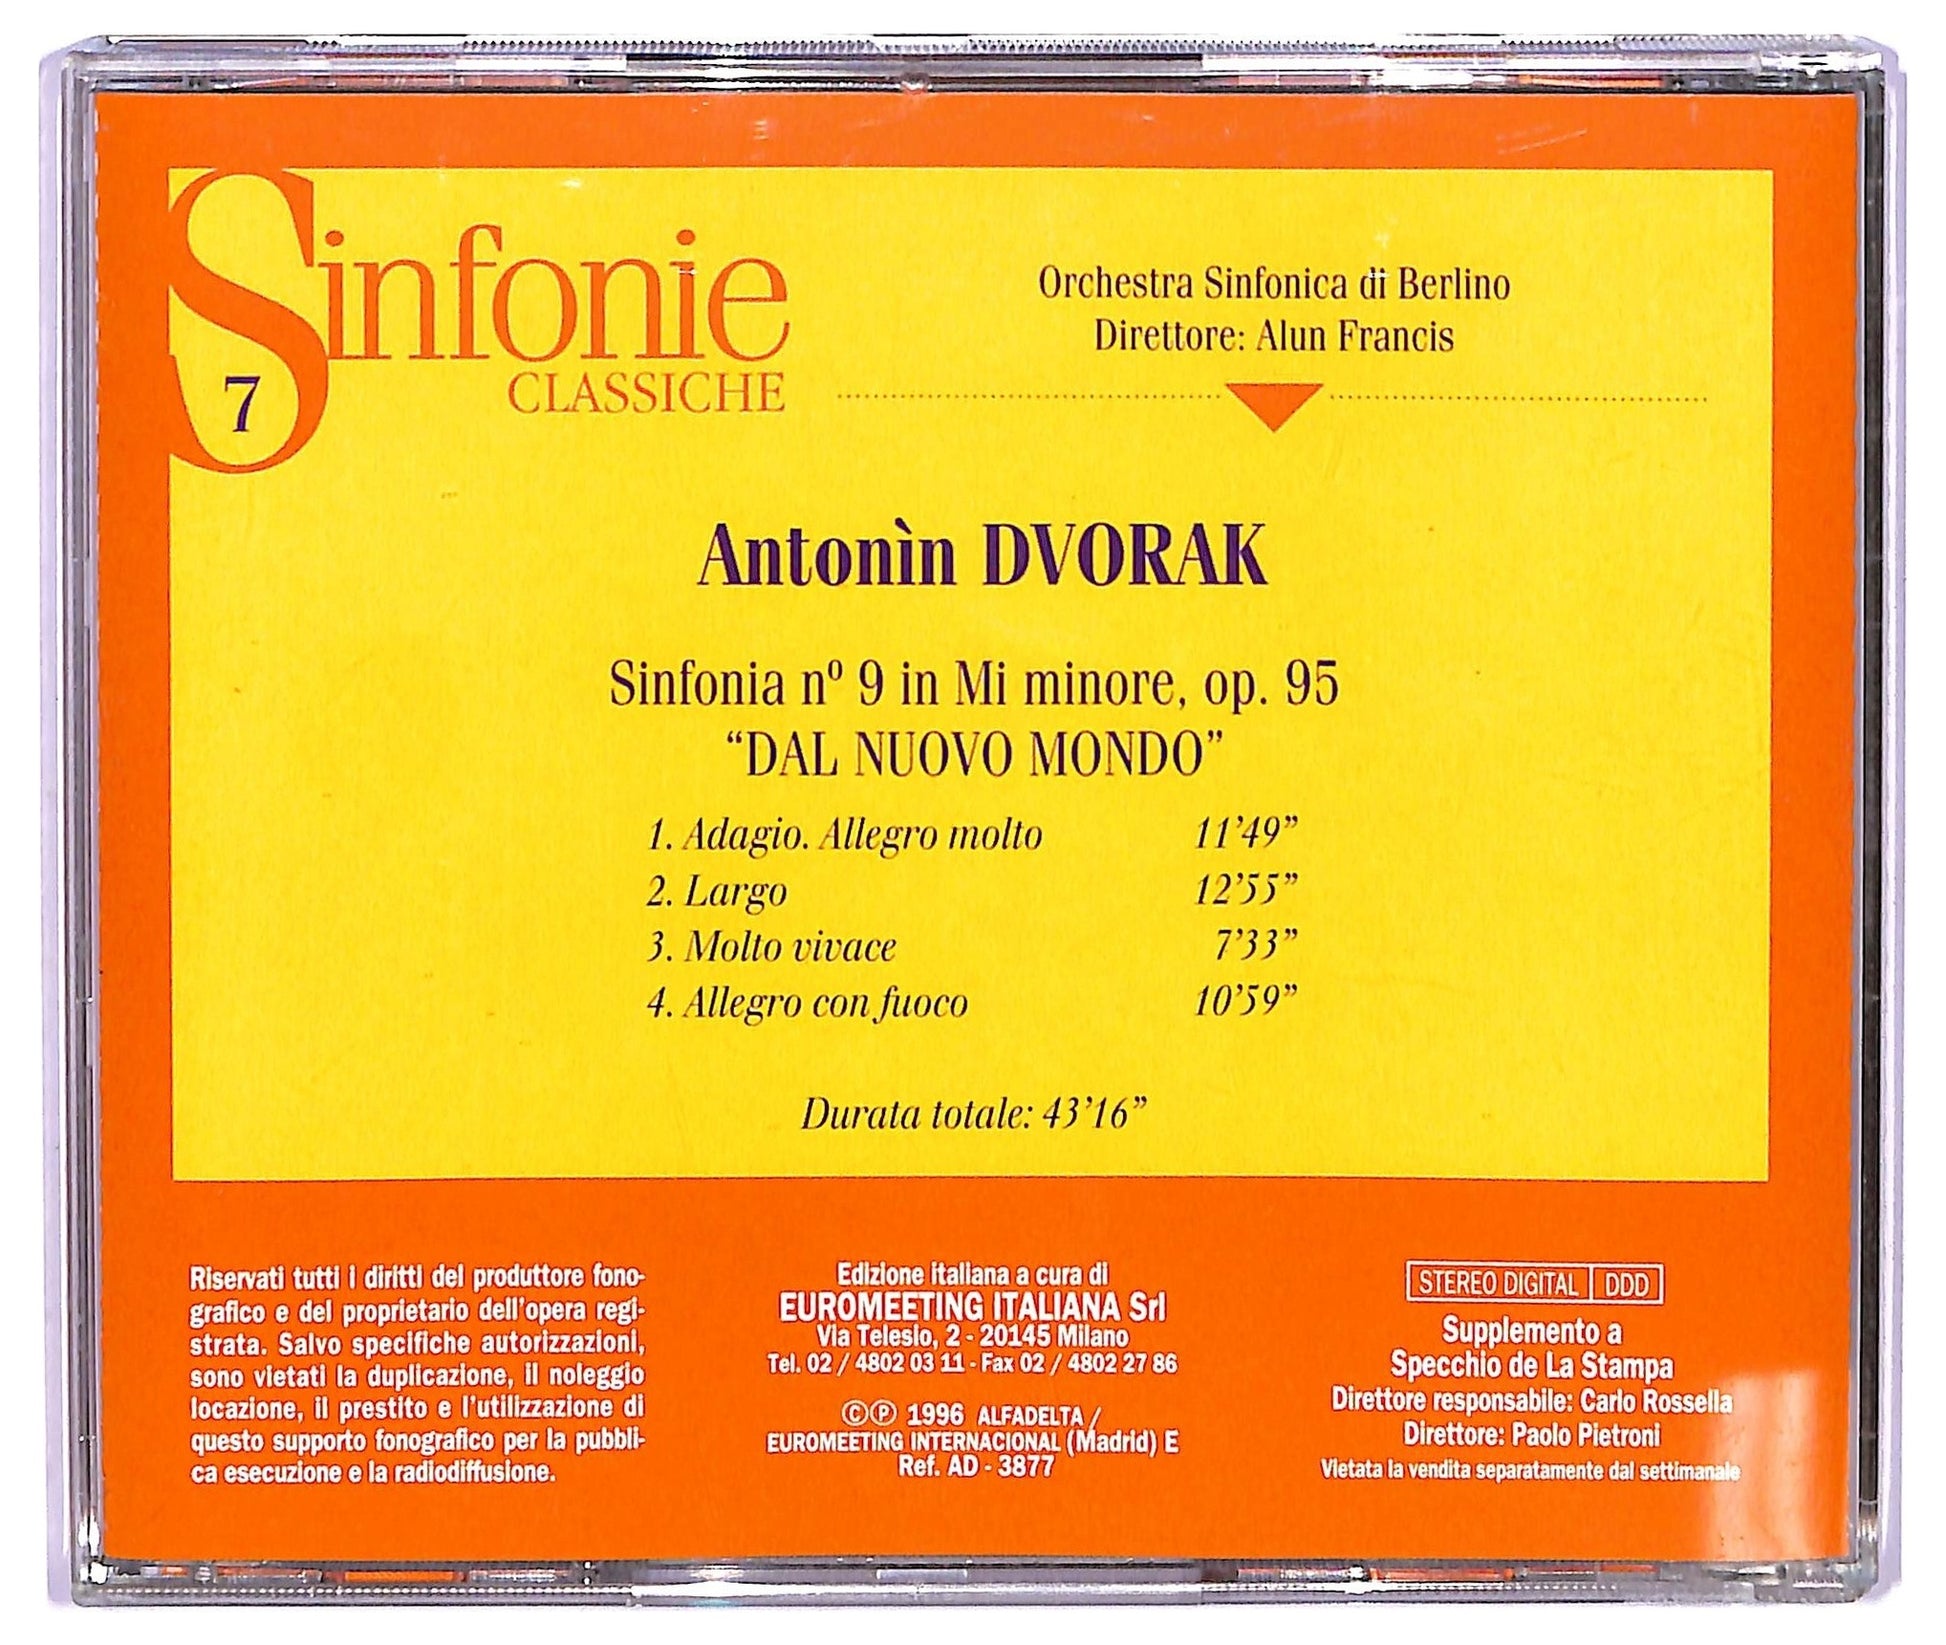 Sinfonie
CLASSICHE
7
Orchestra Sinfonica di Berlino
Direttore: Alun Francis
Antonìn DVORAK
Sinfonia nº 9 in Mi minore, op. 95
“DAL NUOVO MONDO”
1. Adagio. Allegro molto 11’49”
2. Largo 12’55”
3. Molto vivace 7’33”
4. Allegro con fuoco 10’59”
Durata totale: 43’16”
Riservati tutti i diritti del produttore fono-
grafico e del proprietario dell’opera regi-
strata. Salvo specifiche autorizzazioni,
sono vietati la duplicazione, il noleggio
locazione, il prestito e l’utilizzazione di
questo supporto fonografico per la pubbli-
ca esecuzione e la radiodiffusione.
Edizione italiana a cura di
EUROMEETING ITALIANA Srl
Via Telesio, 2 - 20145 Milano
Tel. 02 / 4802 03 11 - Fax 02 / 4802 27 86
©℗ 1996 ALFADELTA /
EUROMEETING INTERNACIONAL (Madrid) E
Ref. AD - 3877
STEREO DIGITAL DDD
Supplemento a
Specchio de La Stampa
Direttore responsabile: Carlo Rossella
Direttore: Paolo Pietroni
Vietata la vendita separatamente dal settimanale